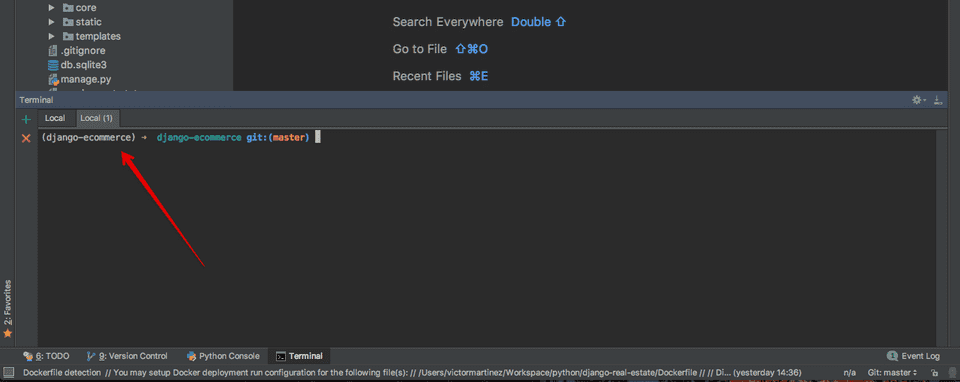 core
static
templates
.gitignore
db.sqlite3
manage.py
Search Everywhere Double ⇧
Go to File ⇧⌘O
Recent Files ⌘E
Terminal
Local
Local (1)
(django-ecommerce) ➜ django-ecommerce git:(master)
2: Favorites
6: TODO
9: Version Control
Python Console
Terminal
1 Event Log
Dockerfile detection // You may setup Docker deployment run configuration for the following file(s): // /Users/victormartinez/Workspace/python/django-real-estate/Dockerfile // // Di... (yesterday 14:36)
n/a
Git: master